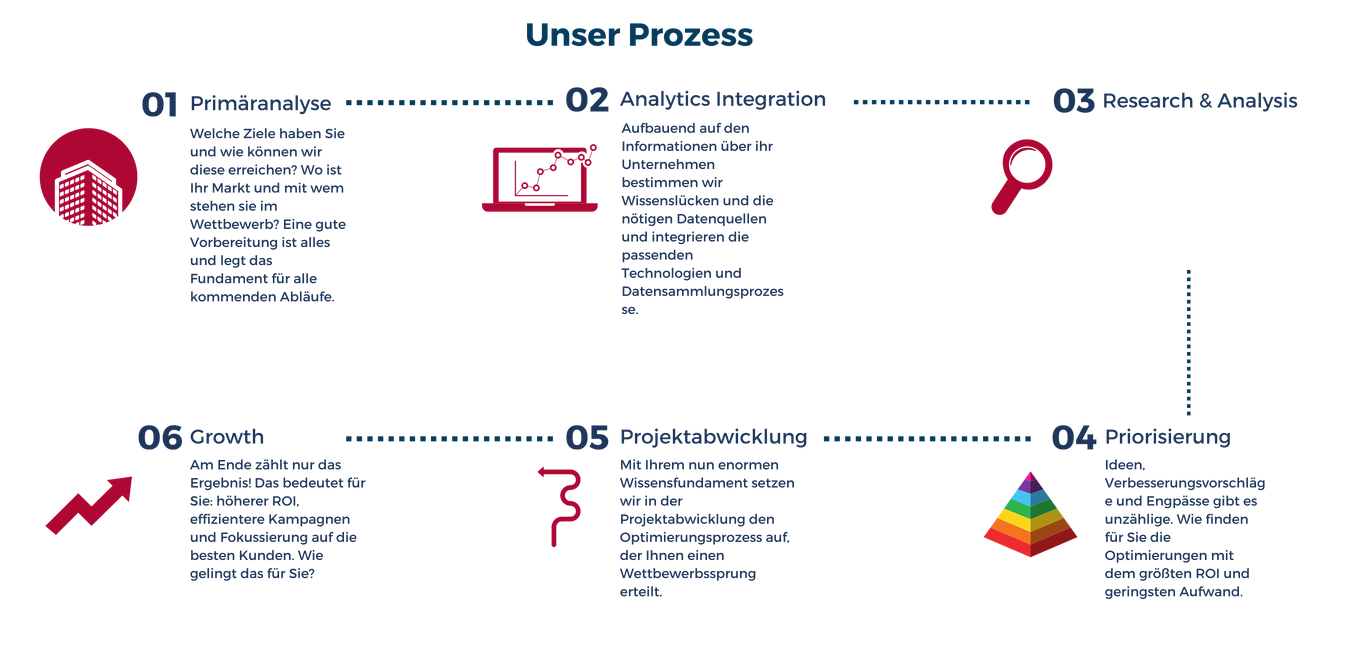 Unser Prozess
01 Primäranalyse
Welche Ziele haben Sie
und wie können wir
diese erreichen? Wo ist
Ihr Markt und mit wem
stehen sie im
Wettbewerb? Eine gute
Vorbereitung ist alles
und legt das
Fundament für alle
kommenden Abläufe.
02 Analytics Integration
Aufbauend auf den
Informationen über ihr
Unternehmen
bestimmen wir
Wissenslücken und die
nötigen Datenquellen
und integrieren die
passenden
Technologien und
Datensammlungsprozes
se.
03 Research & Analysis
04 Priorisierung
Ideen,
Verbesserungsvorschläg
e und Engpässe gibt es
unzählige. Wie finden
für Sie die
Optimierungen mit
dem größten ROI und
geringsten Aufwand.
05 Projektabwicklung
Mit Ihrem nun enormen
Wissensfundament setzen
wir in der
Projektabwicklung den
Optimierungsprozess auf,
der Ihnen einen
Wettbewerbssprung
erteilt.
06 Growth
Am Ende zählt nur das
Ergebnis! Das bedeutet für
Sie: höherer ROI,
effizientere Kampagnen
und Fokussierung auf die
besten Kunden. Wie
gelingt das für Sie?